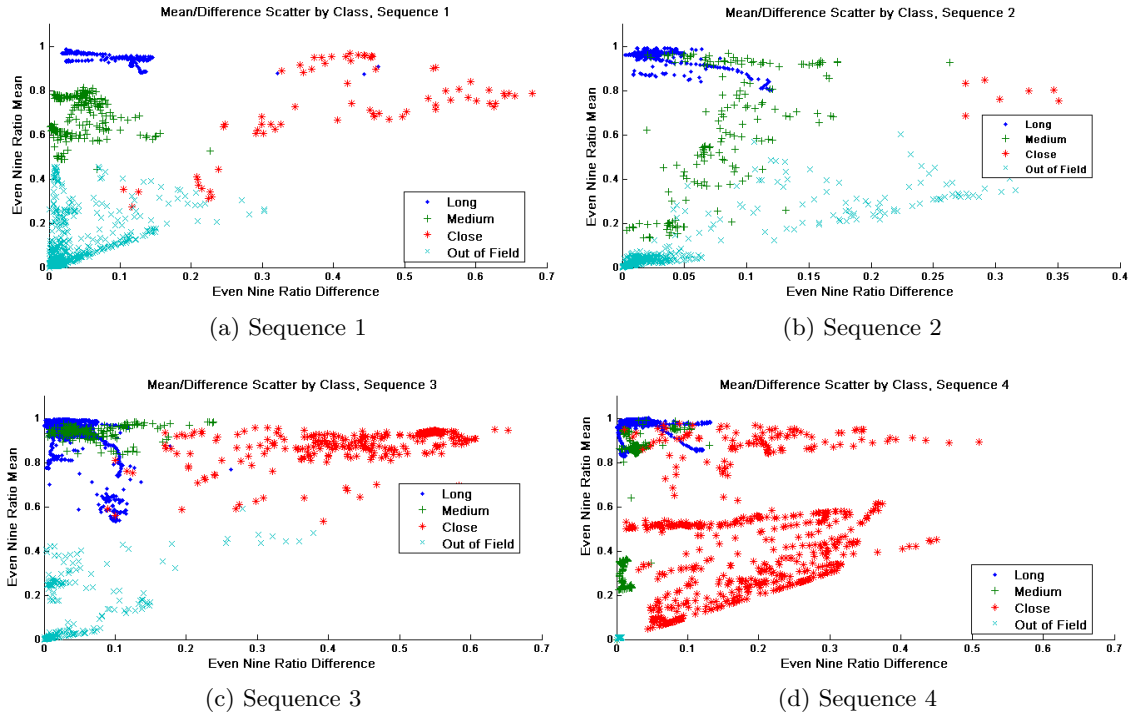 Mean/Difference Scatter by Class, Sequence 1
Even Nine Ratio Mean
1
0.8
0.6
0.4
0.2
0
0.1
0.2
0.3
0.4
0.5
0.6
0.7
Even Nine Ratio Difference
Long
Medium
Close
Out of Field
(a) Sequence 1
Mean/Difference Scatter by Class, Sequence 2
Even Nine Ratio Mean
1
0.8
0.6
0.4
0.2
0
0.05
0.1
0.15
0.2
0.25
0.3
0.35
0.4
Even Nine Ratio Difference
Long
Medium
Close
Out of Field
(b) Sequence 2
Mean/Difference Scatter by Class, Sequence 3
Even Nine Ratio Mean
1
0.8
0.6
0.4
0.2
0
0
0.1
0.2
0.3
0.4
0.5
0.6
0.7
Even Nine Ratio Difference
Long
Medium
Close
Out of Field
(c) Sequence 3
Mean/Difference Scatter by Class, Sequence 4
Even Nine Ratio Mean
1
0.8
0.6
0.4
0.2
0
0
0.1
0.2
0.3
0.4
0.5
0.6
0.7
Even Nine Ratio Difference
Long
Medium
Close
Out of Field
(d) Sequence 4